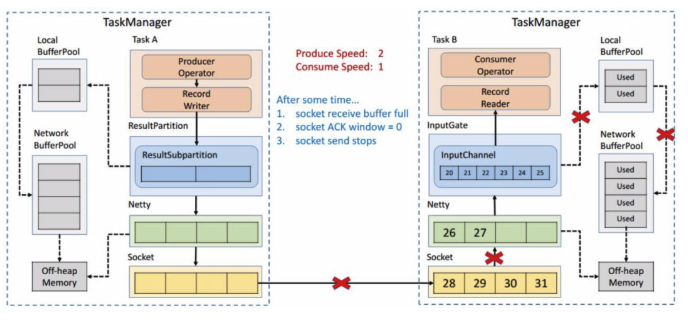 TaskManager
Local
BufferPool
Task A
Producer
Operator
Record
Writer
ResultPartition
ResultSubpartition
Network
BufferPool
Netty
Socket
Off-heap
Memory
Produce Speed: 2
Consume Speed: 1
After some time...
1. socket receive buffer full
2. socket ACK window = 0
3. socket send stops
TaskManager
Task B
Consumer
Operator
Record
Reader
InputGate
InputChannel
20 21 22 23 24 25
Netty
26 27
Socket
28 29 30 31
Local
BufferPool
Used
Used
Network
BufferPool
Used
Used
Used
Used
Off-heap
Memory